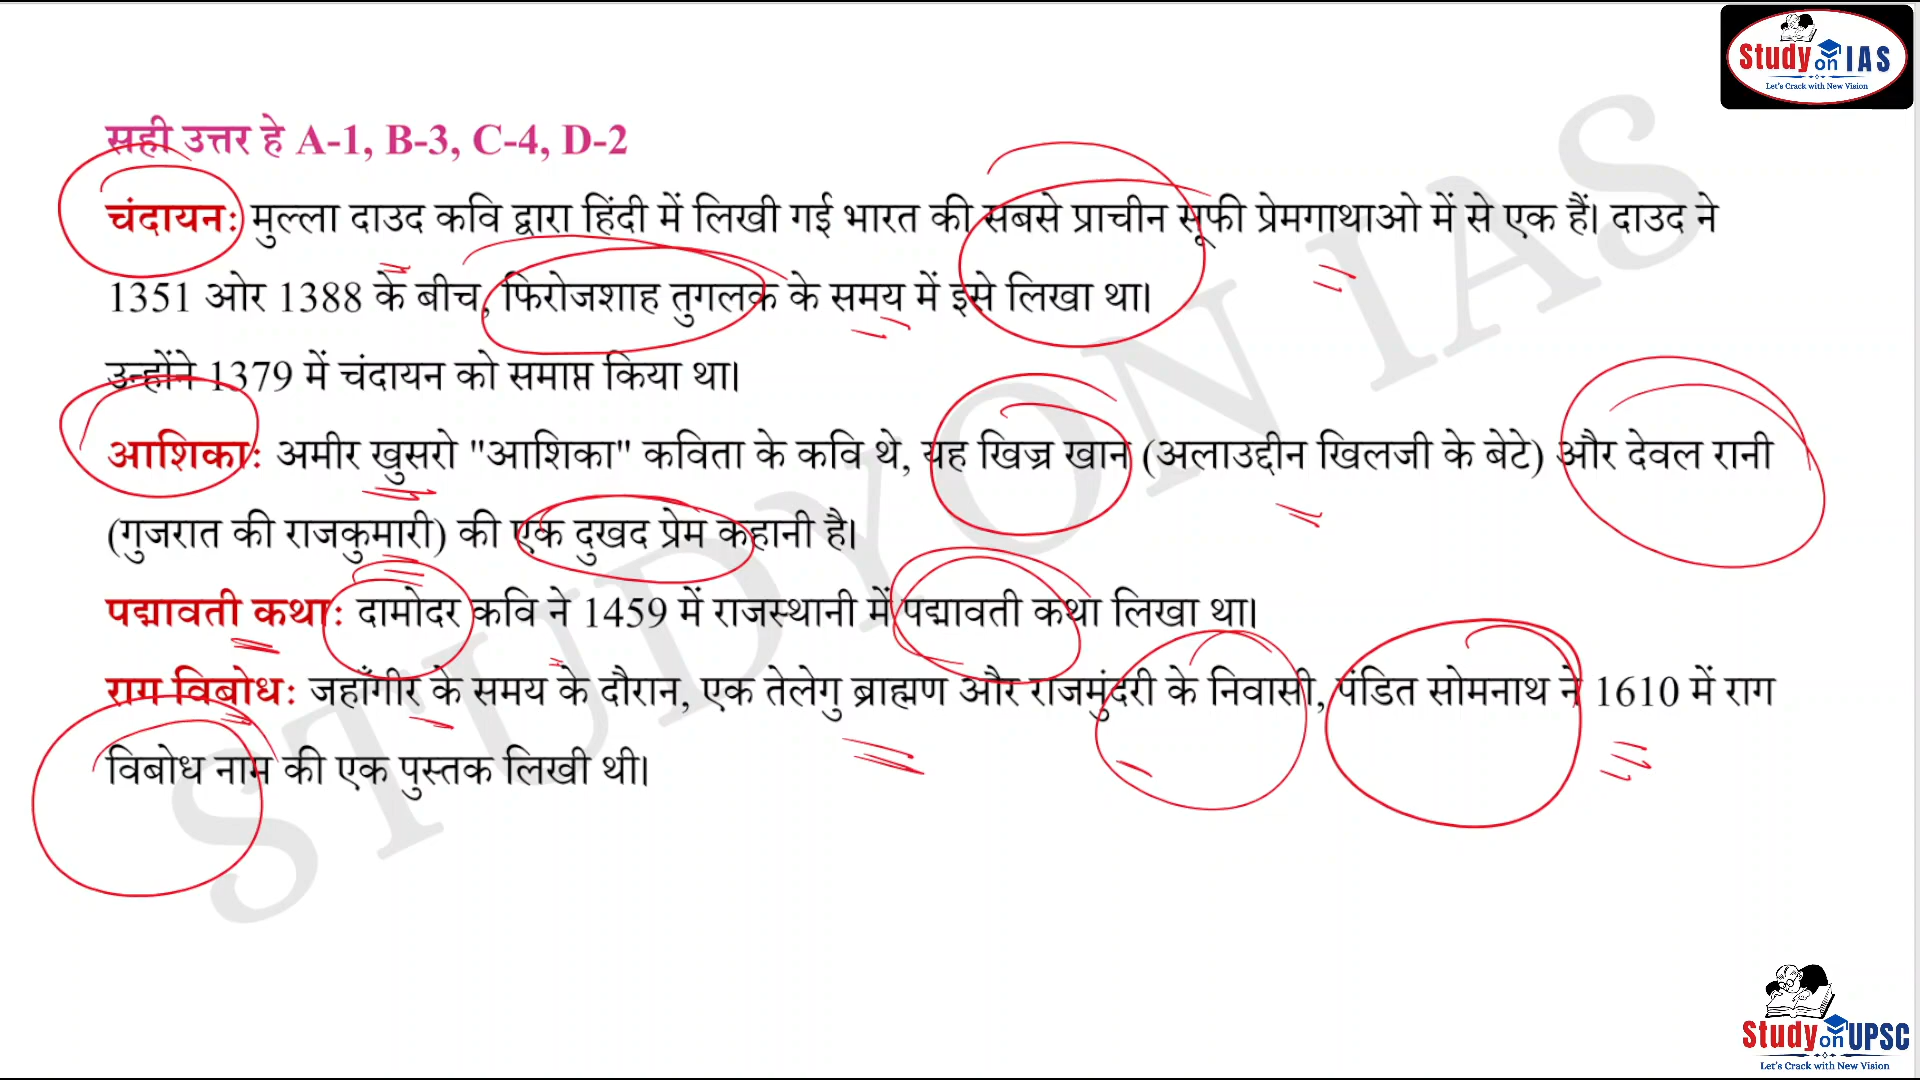 Study on IAS
Let's Crack with New Vision
सही उत्तर हे A-1, B-3, C-4, D-2
चंदायनः मुल्ला दाउद कवि द्वारा हिंदी में लिखी गई भारत की सबसे प्राचीन सूफी प्रेमगाथाओ में से एक हैं। दाउद ने
1351 ओर 1388 के बीच, फिरोजशाह तुगलक के समय में इसे लिखा था।
उन्होंने 1379 में चंदायन को समाप्त किया था।
आशिकाः अमीर खुसरो "आशिका" कविता के कवि थे, यह खिज्र खान (अलाउद्दीन खिलजी के बेटे) और देवल रानी
(गुजरात की राजकुमारी) की एक दुखद प्रेम कहानी है।
पद्मावती कथाः दामोदर कवि ने 1459 में राजस्थानी में पद्मावती कथा लिखा था।
राग विबोधः जहाँगीर के समय के दौरान, एक तेलेगु ब्राह्मण और राजमुंदरी के निवासी, पंडित सोमनाथ ने 1610 में राग
विबोध नाम की एक पुस्तक लिखी थी।
STUDY ON IAS
Study on UPSC
Let's Crack with New Vision